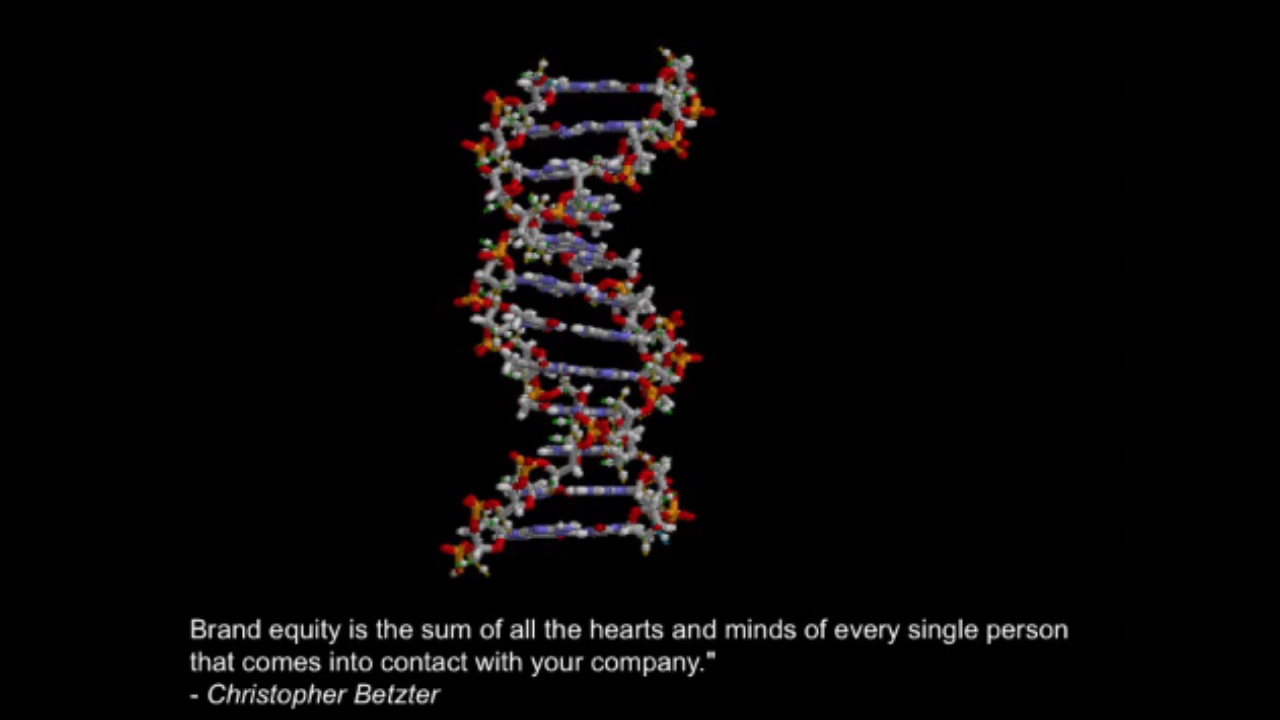 Brand equity is the sum of all the hearts and minds of every single person
that comes into contact with your company."
- Christopher Betzter